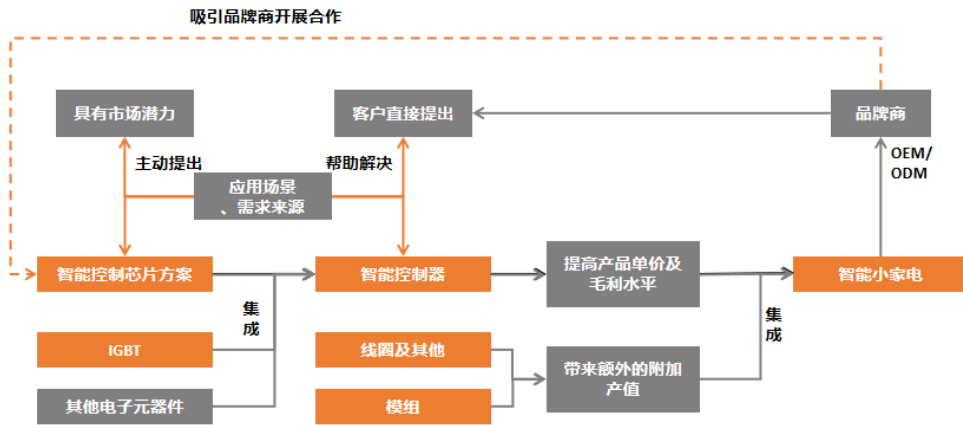 吸引品牌商开展合作
具有市场潜力
客户直接提出
品牌商
主动提出
帮助解决
OEM/
ODM
应用场景
、需求来源
智能控制芯片方案
智能控制器
提高产品单价及
毛利水平
智能小家电
集
成
集
成
IGBT
线圈及其他
带来额外的附加
产值
其他电子元器件
模组